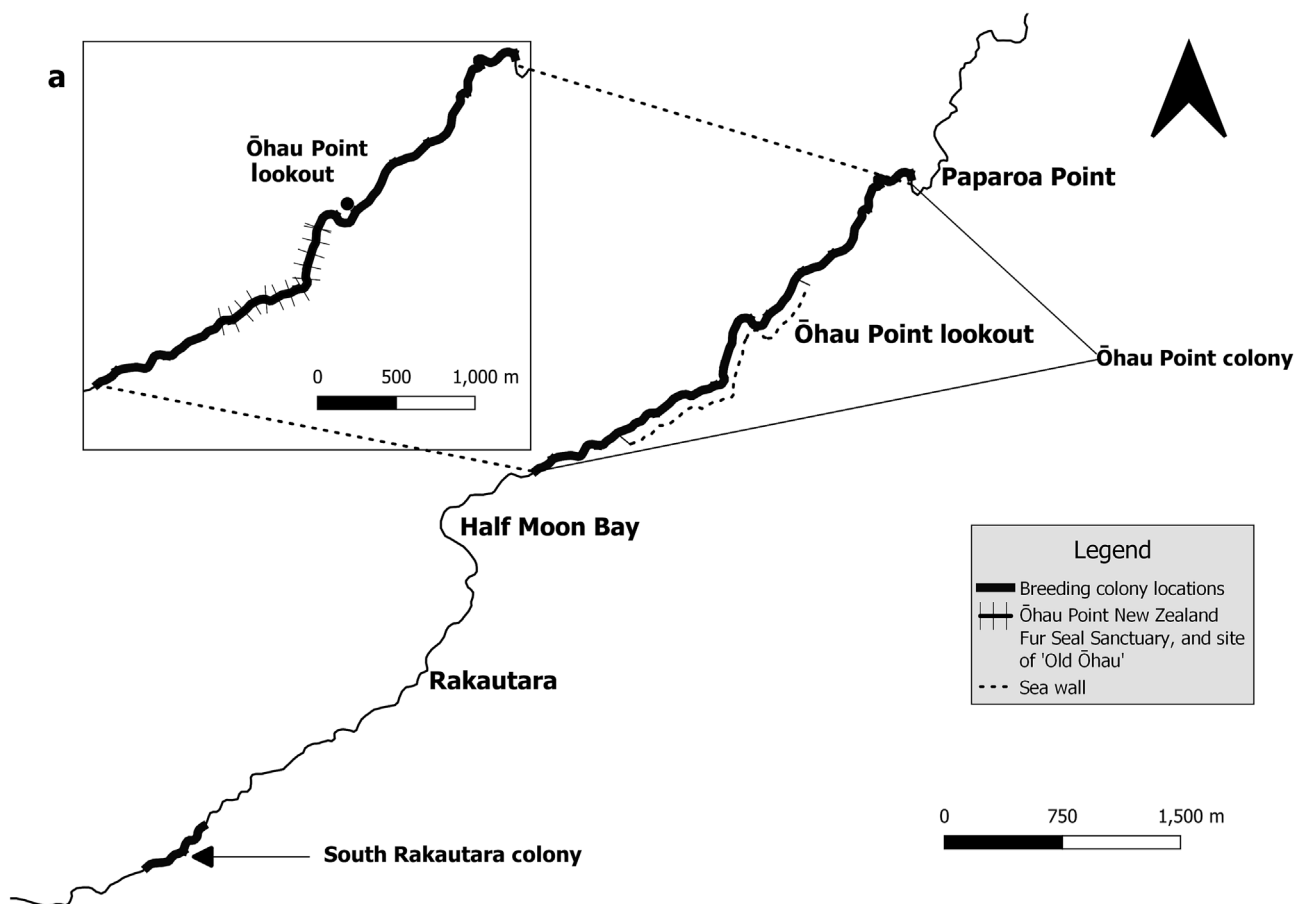 a
Ōhau Point
lookout
0 500 1,000 m
Paparoa Point
Ōhau Point lookout
Ōhau Point colony
Half Moon Bay
Rakautara
South Rakautara colony
Legend
Breeding colony locations
Ōhau Point New Zealand
Fur Seal Sanctuary, and site
of 'Old Ōhau'
Sea wall
0 750 1,500 m